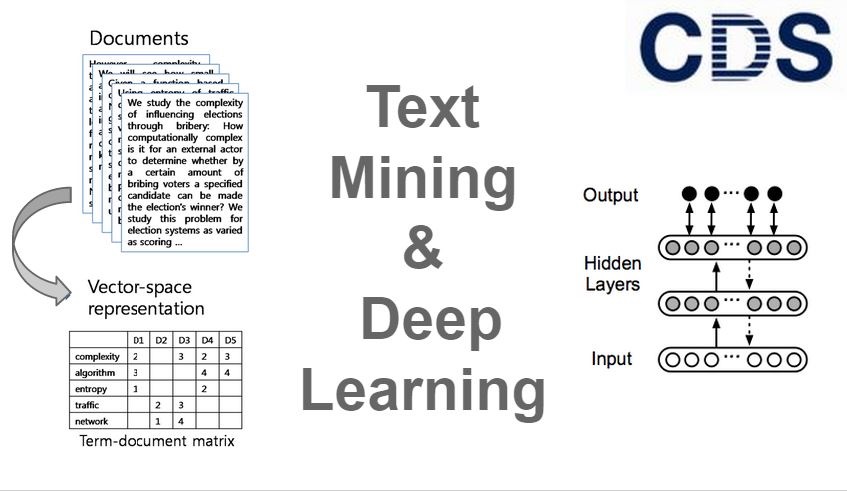 Documents
However, complexity
We will see how small
Given a function based
Using entropy of traffic
We study the complexity
of influencing elections
through bribery: How
computationally complex
is it for an external actor
to determine whether by
a certain amount of
bribing voters a specified
candidate can be made
the election's winner? We
study this problem for
election systems as varied
as scoring ...
Vector-space
representation
D1 D2 D3 D4 D5
complexity 2 3 2 3
algorithm 3 4 4
entropy 1 2
traffic 2 3
network 1 4
Term-document matrix
Text
Mining
&
Deep
Learning
CDS
Output
Hidden
Layers
Input